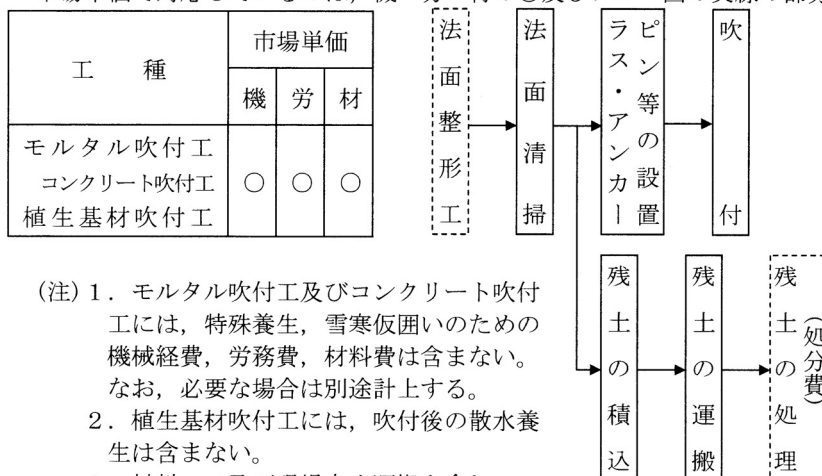 工種
市場単価
機 労 材
モルタル吹付工
コンクリート吹付工
植生基材吹付工
○ ○ ○
法面整形工
法面清掃
ラス・アンカー
ピン等の設置
吹付
残土の積込
残土の運搬
残土の処理
(処分費)
(注) 1. モルタル吹付工及びコンクリート吹付
工には,特殊養生,雪寒仮囲いのための
機械経費,労務費,材料費は含まない。
なお,必要な場合は別途計上する。
2. 植生基材吹付工には,吹付後の散水養
生は含まない。